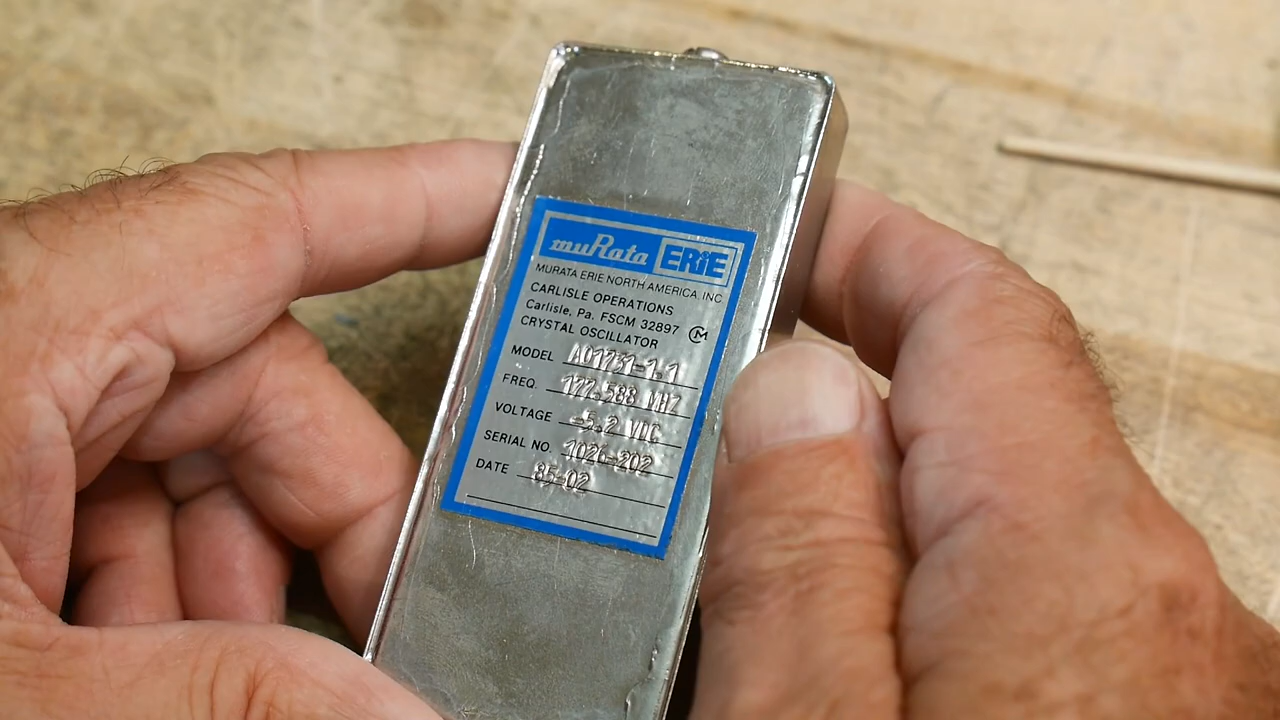 muRata ERIE
MURATA ERIE NORTH AMERICA INC
CARLISLE OPERATIONS
Carlisle, Pa. FSCM 32897
CRYSTAL OSCILLATOR
MODEL A01731-1.1
FREQ. 177.588 MHZ
VOLTAGE -5.2 VDC
SERIAL NO. 1026-202
DATE 85-02